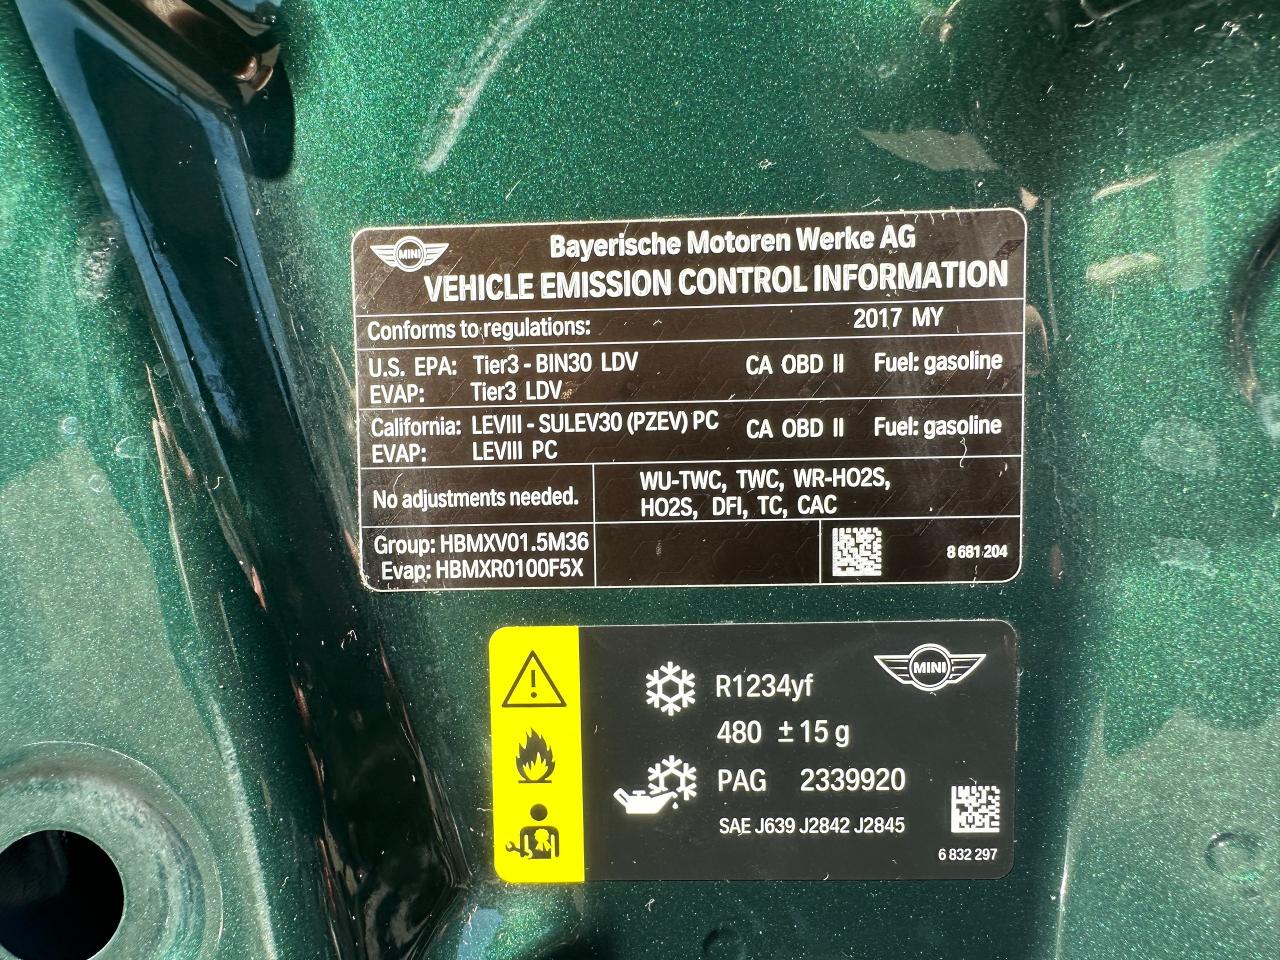 MINI
Bayerische Motoren Werke AG
VEHICLE EMISSION CONTROL INFORMATION
Conforms to regulations: 2017 MY
U.S. EPA: Tier3 - BIN30 LDV CA OBD II Fuel: gasoline
EVAP: Tier3 LDV
California: LEVIII - SULEV30 (PZEV) PC CA OBD II Fuel: gasoline
EVAP: LEVIII PC
No adjustments needed.
WU-TWC, TWC, WR-HO2S,
HO2S, DFI, TC, CAC
Group: HBMXV01.5M36
Evap: HBMXR0100F5X
8 681 204
R1234yf
MINI
480 ± 15 g
PAG 2339920
SAE J639 J2842 J2845
6 832 297